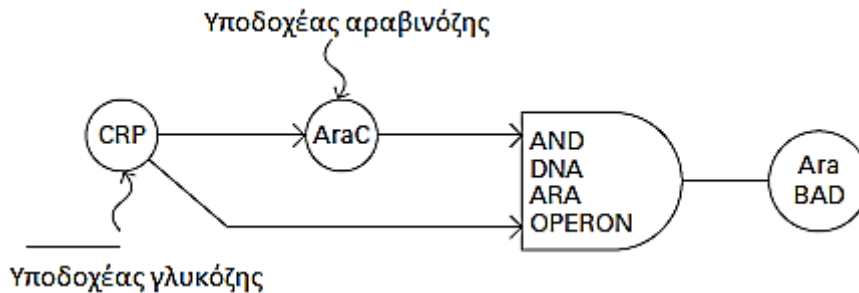 Υποδοχέας αραβινόζης
CRP
AraC
AND
DNA
ARA
OPERON
Ara
BAD
Υποδοχέας γλυκόζης